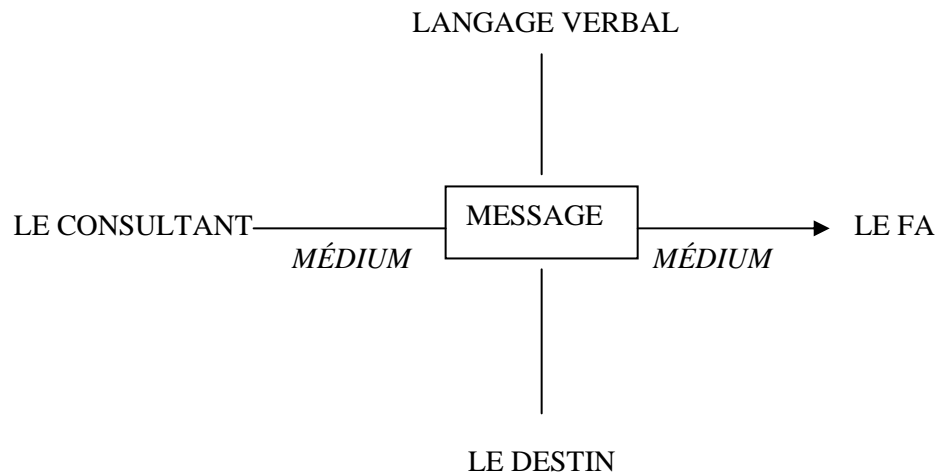 LANGAGE VERBAL
LE CONSULTANT MESSAGE LE FA
MÉDIUM MÉDIUM
LE DESTIN